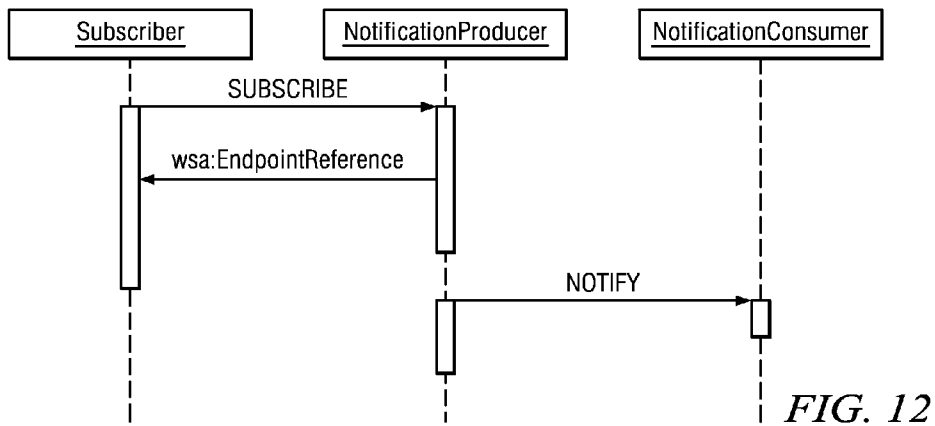 Subscriber
NotificationProducer
NotificationConsumer
SUBSCRIBE
wsa:EndpointReference
NOTIFY
FIG. 12